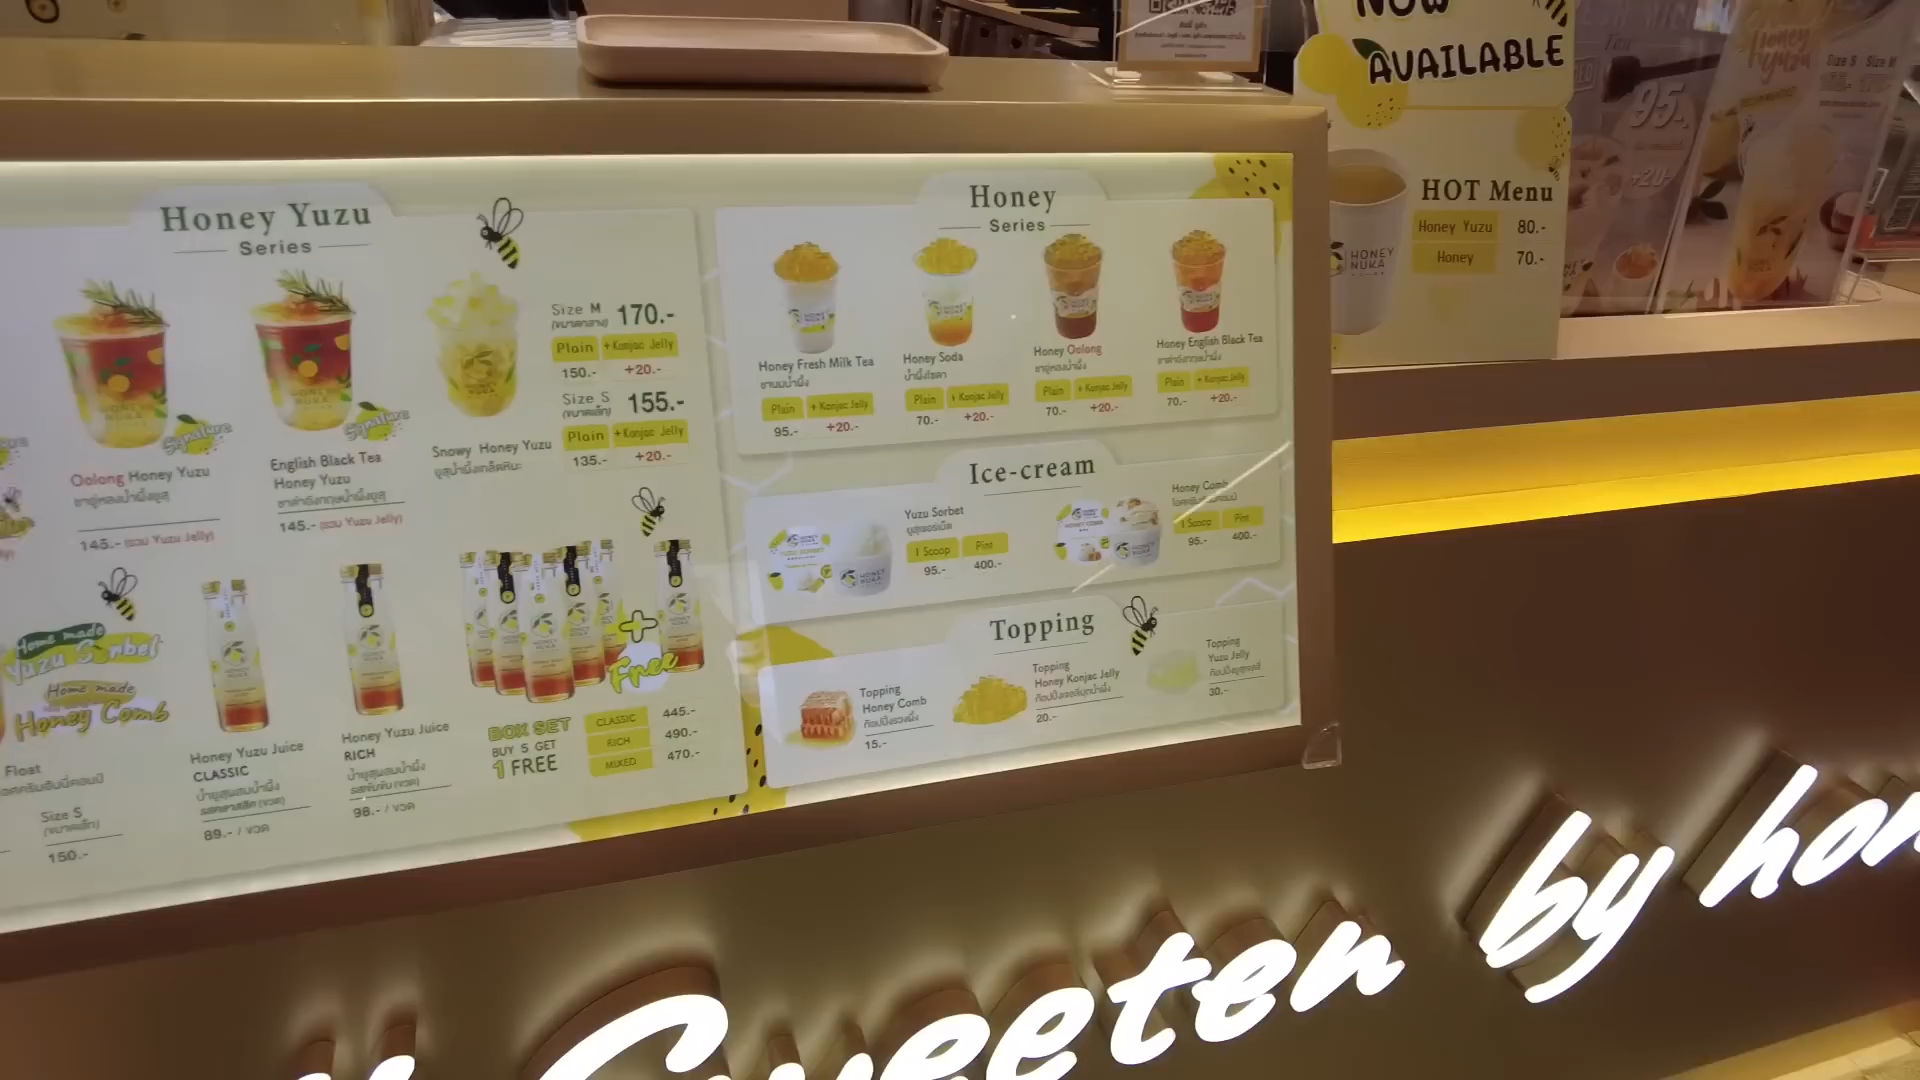 NOW
AVAILABLE
HOT Menu
Honey Yuzu 80.-
Honey 70.-
HONEY
NUKA
95.-
+20.-
Size S Size M
Honey Yuzu
Series
Oolong Honey Yuzu
ชาอู่หลงน้ำผึ้งยูสุ
145.- (รวม Yuzu Jelly)
Signature
English Black Tea
Honey Yuzu
ชาดำอังกฤษน้ำผึ้งยูสุ
145.- (รวม Yuzu Jelly)
Signature
Snowy Honey Yuzu
ยูสุน้ำผึ้งเกล็ดหิมะ
Size M 170.-
(ขนาดกลาง)
Plain + Konjac Jelly
150.- +20.-
Size S 155.-
(ขนาดเล็ก)
Plain + Konjac Jelly
135.- +20.-
Home made
Yuzu Sorbet
Home made
Honey Comb
Float
Size S
(ขนาดเล็ก)
150.-
Honey Yuzu Juice
CLASSIC
น้ำยูสุผสมน้ำผึ้ง
รสคลาสสิค (ขวด)
89.- / ขวด
Honey Yuzu Juice
RICH
น้ำยูสุผสมน้ำผึ้ง
รสเข้มข้น (ขวด)
98.- / ขวด
+
Free
BOX SET
BUY 5 GET
1 FREE
CLASSIC 445.-
RICH 490.-
MIXED 470.-
Honey
Series
Honey Fresh Milk Tea
ชานมน้ำผึ้ง
Plain + Konjac Jelly
95.- +20.-
Honey Soda
น้ำผึ้งโซดา
Plain + Konjac Jelly
70.- +20.-
Honey Oolong
ชาอู่หลงน้ำผึ้ง
Plain + Konjac Jelly
70.- +20.-
Honey English Black Tea
ชาดำอังกฤษน้ำผึ้ง
Plain + Konjac Jelly
70.- +20.-
Ice-cream
Yuzu Sorbet
ยูสุซอร์เบ็ต
1 Scoop Pint
95.- 400.-
Honey Comb
1 Scoop Pint
95.- 400.-
Topping
Topping
Honey Comb
ท็อปปิ้งรวงผึ้ง
15.-
Topping
Honey Konjac Jelly
ท็อปปิ้งเจลลี่บุกน้ำผึ้ง
20.-
Topping
Yuzu Jelly
ท็อปปิ้งยูสุเจลลี่
30.-
Sweeten by hon